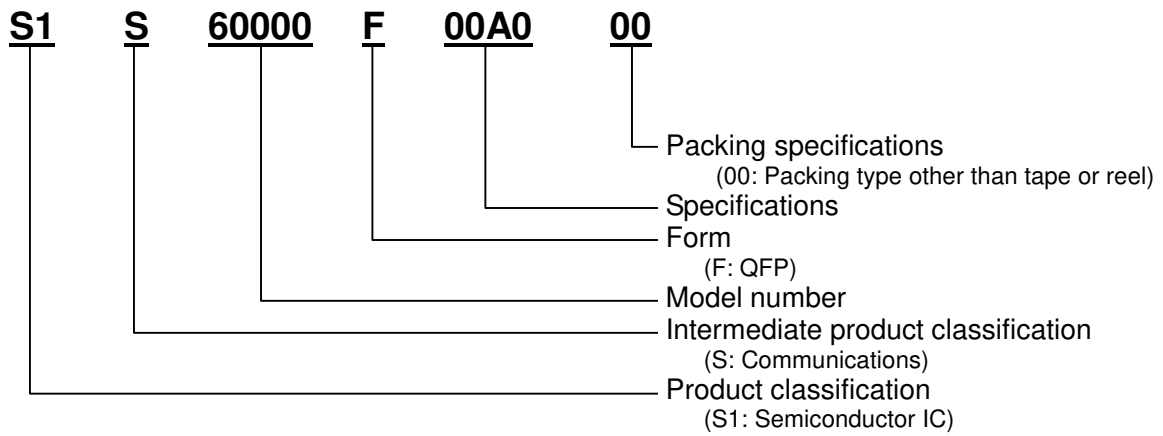 S1 S 60000 F 00A0 00
Packing specifications
(00: Packing type other than tape or reel)
Specifications
Form
(F: QFP)
Model number
Intermediate product classification
(S: Communications)
Product classification
(S1: Semiconductor IC)